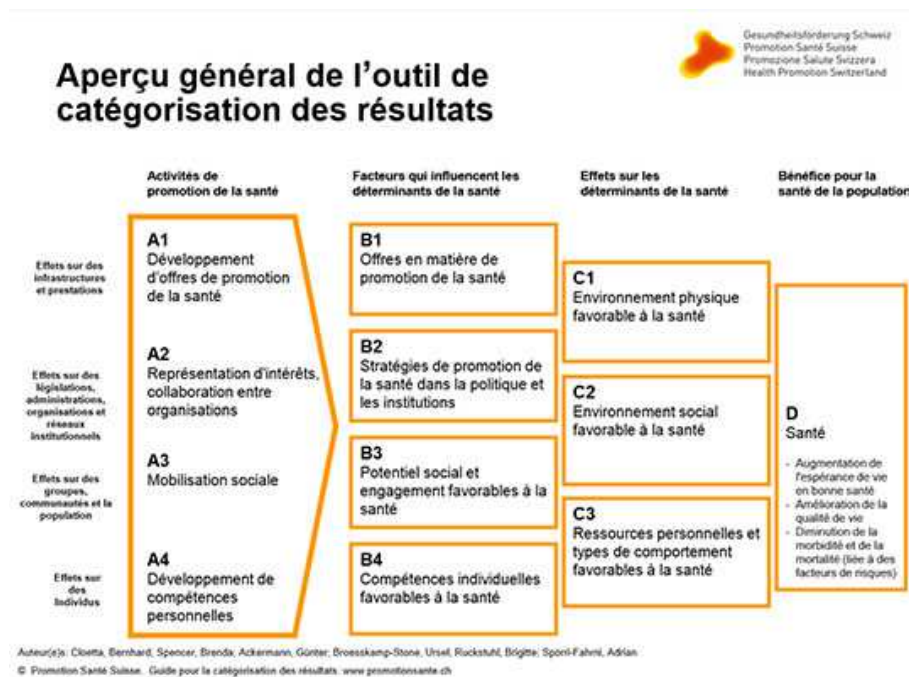 Gesundheitsförderung Schweiz
Promotion Santé Suisse
Promozione Salute Svizzera
Health Promotion Switzerland
Aperçu général de l'outil de
catégorisation des résultats
Activités de
promotion de la santé
Facteurs qui influencent les
déterminants de la santé
Effets sur les
déterminants de la santé
Bénéfice pour la
santé de la population
Effets sur des
infrastructures
et prestations
Effets sur des
législations,
administrations,
organisations et
réseaux
institutionnels
Effets sur des
groupes,
communautés et la
population
Effets sur
des
Individus
A1
Développement
d'offres de promotion
de la santé
A2
Représentation d'intérêts,
collaboration entre
organisations
A3
Mobilisation sociale
A4
Développement de
compétences
personnelles
B1
Offres en matière de
promotion de la santé
B2
Stratégies de promotion de
la santé dans la politique et
les institutions
B3
Potentiel social et
engagement favorables à la
santé
B4
Compétences individuelles
favorables à la santé
C1
Environnement physique
favorable à la santé
C2
Environnement social
favorable à la santé
C3
Ressources personnelles et
types de comportement
favorables à la santé
D
Santé
- Augmentation de
l'espérance de vie
en bonne santé
- Amélioration de la
qualité de vie
- Diminution de la
morbidité et de la
mortalité (liée à des
facteurs de risques)
Auteur(e)s: Cloetta, Bernhard, Spencer, Brenda; Ackermann, Günter; Broesskamp-Stone, Ursel; Ruckstuhl, Brigitte; Spörri-Fahrni, Adrian
© Promotion Santé Suisse. Guide pour la catégorisation des résultats. www.promotionsante.ch